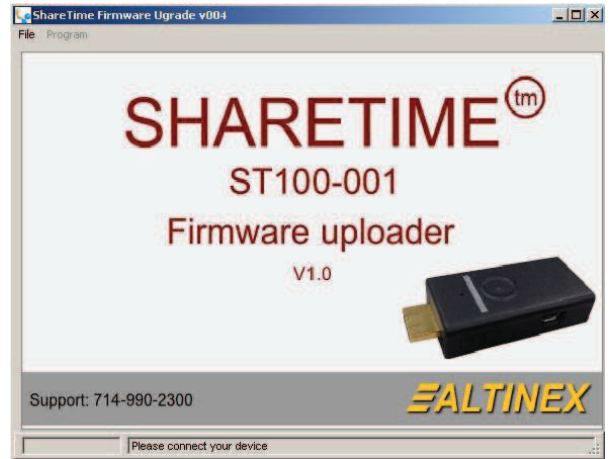 ShareTime Firmware Ugrade v004
File Program
SHARETIME tm
ST100-001
Firmware uploader
V1.0
Support: 714-990-2300
ALTINEX
Please connect your device